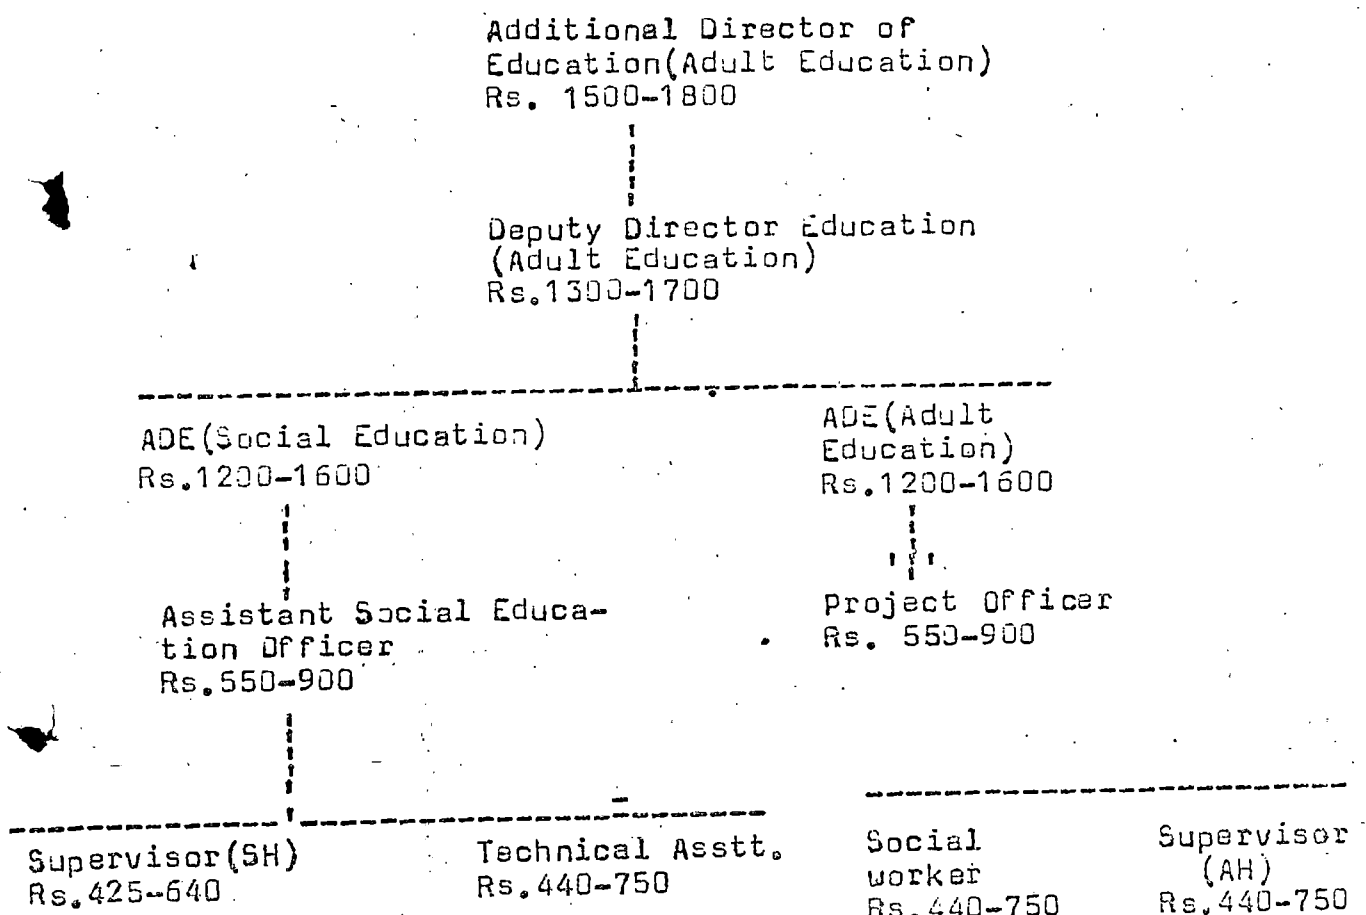 Additional Director of
Education(Adult Education)
Rs. 1500-1800
Deputy Director Education
(Adult Education)
Rs.1300-1700
ADE(Social Education)
Rs.1200-1600
ADE(Adult
Education)
Rs.1200-1600
Assistant Social Educa-
tion Officer
Rs.550-900
Project Officer
Rs. 550-900
Supervisor(SH)
Rs.425-640
Technical Asstt.
Rs.440-750
Social
worker
Rs.440-750
Supervisor
(AH)
Rs.440-750